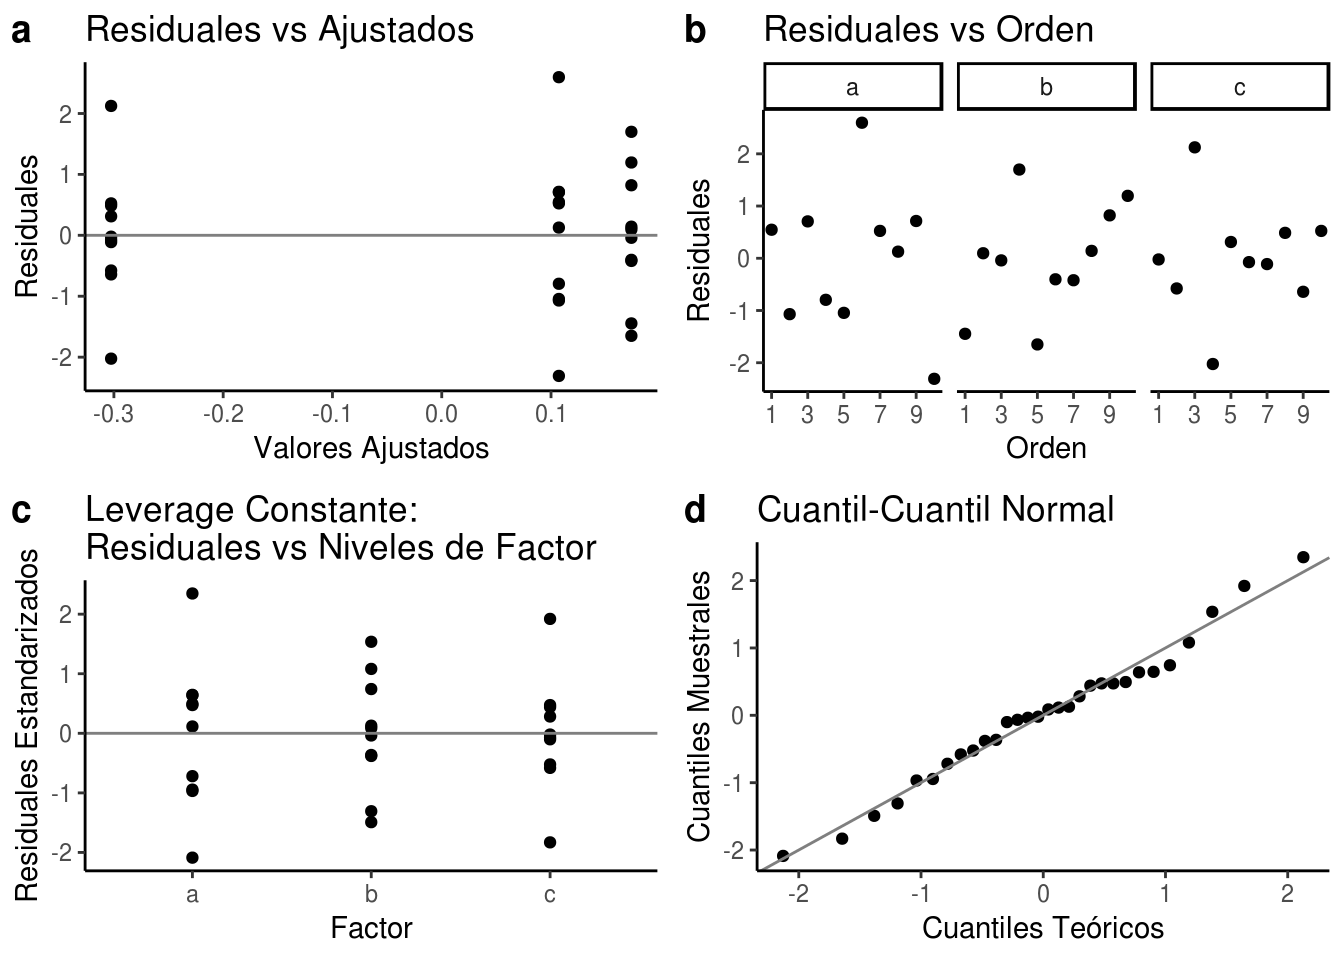 a Residuales vs Ajustados
Residuales
2
1
0
-1
-2
-0.3 -0.2 -0.1 0.0 0.1
Valores Ajustados
b Residuales vs Orden
a b c
Residuales
2
1
0
-1
-2
1 3 5 7 9 1 3 5 7 9 1 3 5 7 9
Orden
c Leverage Constante:
Residuales vs Niveles de Factor
Residuales Estandarizados
2
1
0
-1
-2
a b c
Factor
d Cuantil-Cuantil Normal
Cuantiles Muestrales
2
1
0
-1
-2
-2 -1 0 1 2
Cuantiles Teóricos